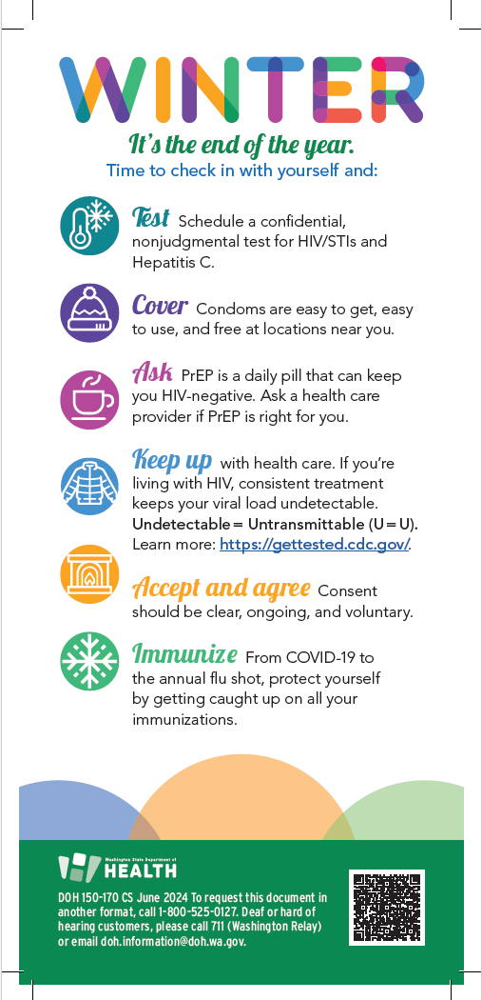 WINTER
It's the end of the year.
Time to check in with yourself and:
Test Schedule a confidential,
nonjudgmental test for HIV/STIs and
Hepatitis C.
Cover Condoms are easy to get, easy
to use, and free at locations near you.
Ask PrEP is a daily pill that can keep
you HIV-negative. Ask a health care
provider if PrEP is right for you.
Keep up with health care. If you're
living with HIV, consistent treatment
keeps your viral load undetectable.
Undetectable = Untransmittable (U = U).
Learn more: https://gettested.cdc.gov/.
Accept and agree Consent
should be clear, ongoing, and voluntary.
Immunize From COVID-19 to
the annual flu shot, protect yourself
by getting caught up on all your
immunizations.
Washington State Department of
HEALTH
DOH 150-170 CS June 2024 To request this document in
another format, call 1-800-525-0127. Deaf or hard of
hearing customers, please call 711 (Washington Relay)
or email doh.information@doh.wa.gov.